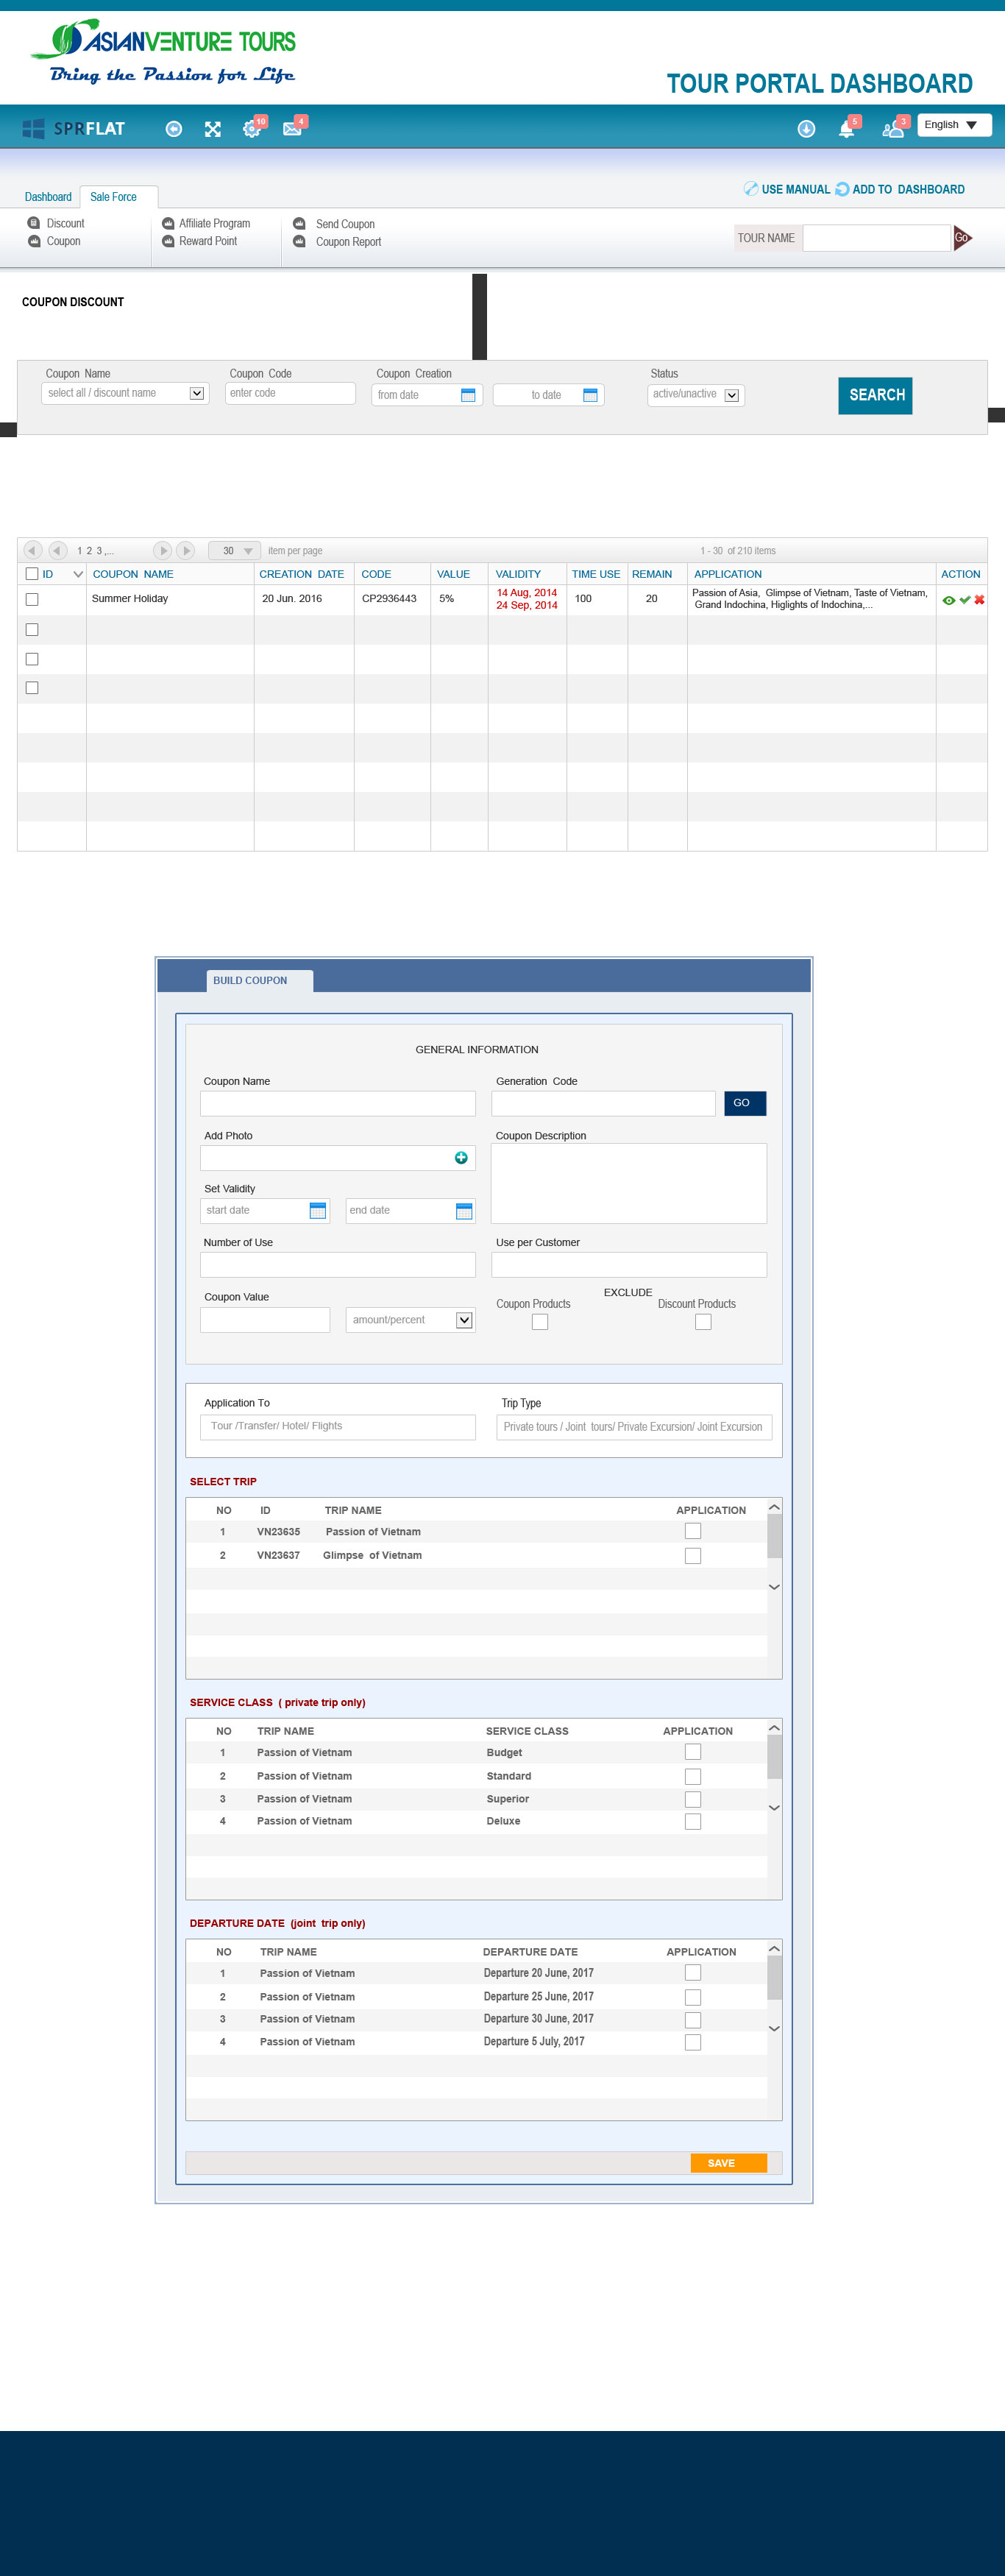 ASIANVENTURE TOURS
Bring the Passion for Life
TOUR PORTAL DASHBOARD
SPRFLAT 10 4 5 3 English
Dashboard Sale Force USE MANUAL ADD TO DASHBOARD
Discount Affiliate Program Send Coupon
Coupon Reward Point Coupon Report
TOUR NAME Go
COUPON DISCOUNT
Coupon Name Coupon Code Coupon Creation Status
select all / discount name enter code from date to date active/unactive SEARCH
1 2 3 ,... 30 item per page 1 - 30 of 210 items
ID COUPON NAME CREATION DATE CODE VALUE VALIDITY TIME USE REMAIN APPLICATION ACTION
Summer Holiday 20 Jun. 2016 CP2936443 5% 14 Aug, 2014 100 20 Passion of Asia, Glimpse of Vietnam, Taste of Vietnam,
24 Sep, 2014 Grand Indochina, Higlights of Indochina,...
BUILD COUPON
GENERAL INFORMATION
Coupon Name Generation Code
GO
Add Photo Coupon Description
Set Validity
start date end date
Number of Use Use per Customer
EXCLUDE
Coupon Value Coupon Products Discount Products
amount/percent
Application To Trip Type
Tour /Transfer/ Hotel/ Flights Private tours / Joint tours/ Private Excursion/ Joint Excursion
SELECT TRIP
NO ID TRIP NAME APPLICATION
1 VN23635 Passion of Vietnam
2 VN23637 Glimpse of Vietnam
SERVICE CLASS ( private trip only)
NO TRIP NAME SERVICE CLASS APPLICATION
1 Passion of Vietnam Budget
2 Passion of Vietnam Standard
3 Passion of Vietnam Superior
4 Passion of Vietnam Deluxe
DEPARTURE DATE (joint trip only)
NO TRIP NAME DEPARTURE DATE APPLICATION
1 Passion of Vietnam Departure 20 June, 2017
2 Passion of Vietnam Departure 25 June, 2017
3 Passion of Vietnam Departure 30 June, 2017
4 Passion of Vietnam Departure 5 July, 2017
SAVE